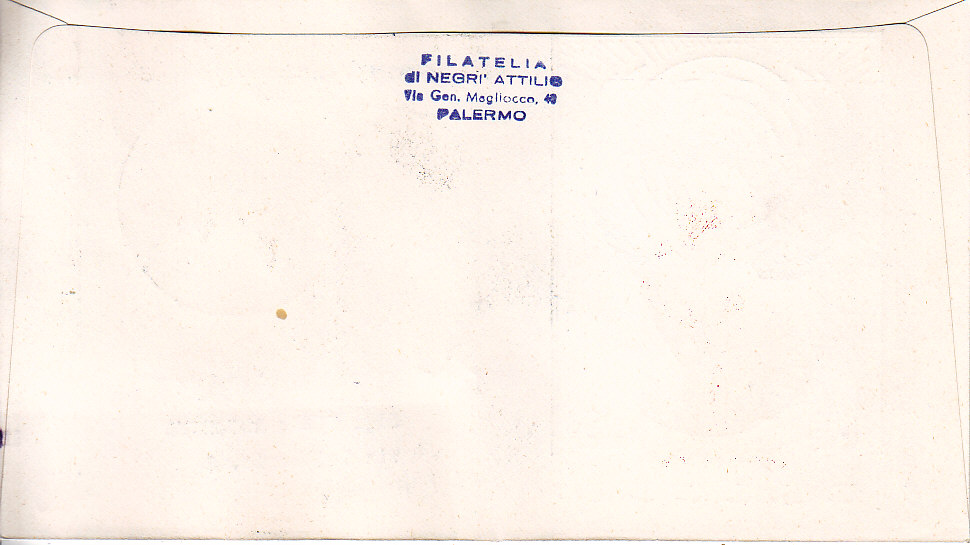 FILATELIA
di NEGRI' ATTILIO
Via Gen. Magliocco, 40
PALERMO